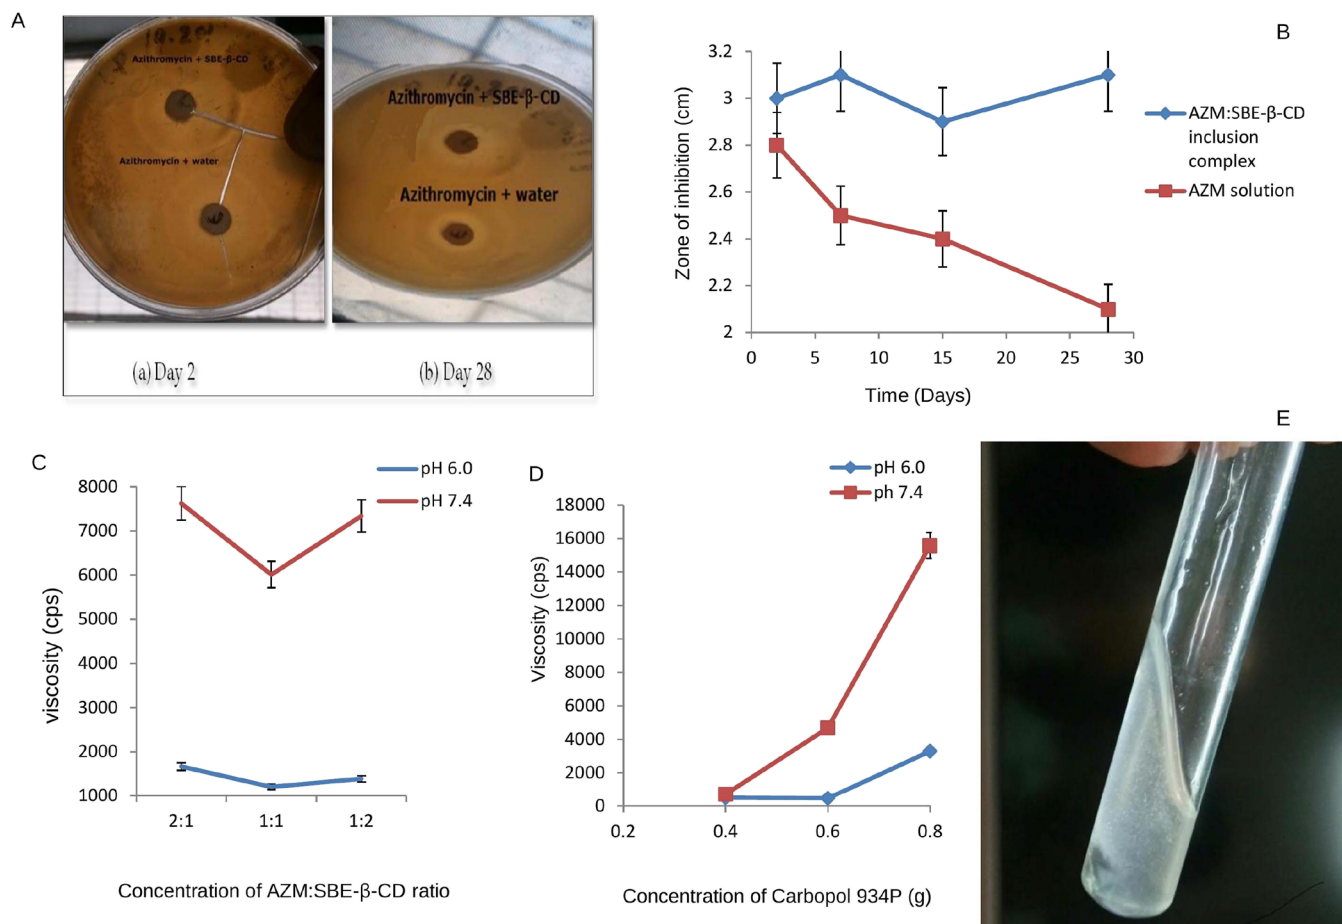 A
Azithromycin + SBE-β-CD
Azithromycin + water
Azithromycin + SBE-β-CD
Azithromycin + water
(a) Day 2
(b) Day 28
B
3.2
3
2.8
2.6
2.4
2.2
2
Zone of inhibition (cm)
0 5 10 15 20 25 30
Time (Days)
AZM:SBE-β-CD
inclusion
complex
AZM solution
C
pH 6.0
pH 7.4
8000
7000
6000
5000
4000
3000
2000
1000
viscosity (cps)
2:1 1:1 1:2
Concentration of AZM:SBE-β-CD ratio
D
pH 6.0
ph 7.4
18000
16000
14000
12000
10000
8000
6000
4000
2000
0
Viscosity (cps)
0.2 0.4 0.6 0.8
Concentration of Carbopol 934P (g)
E